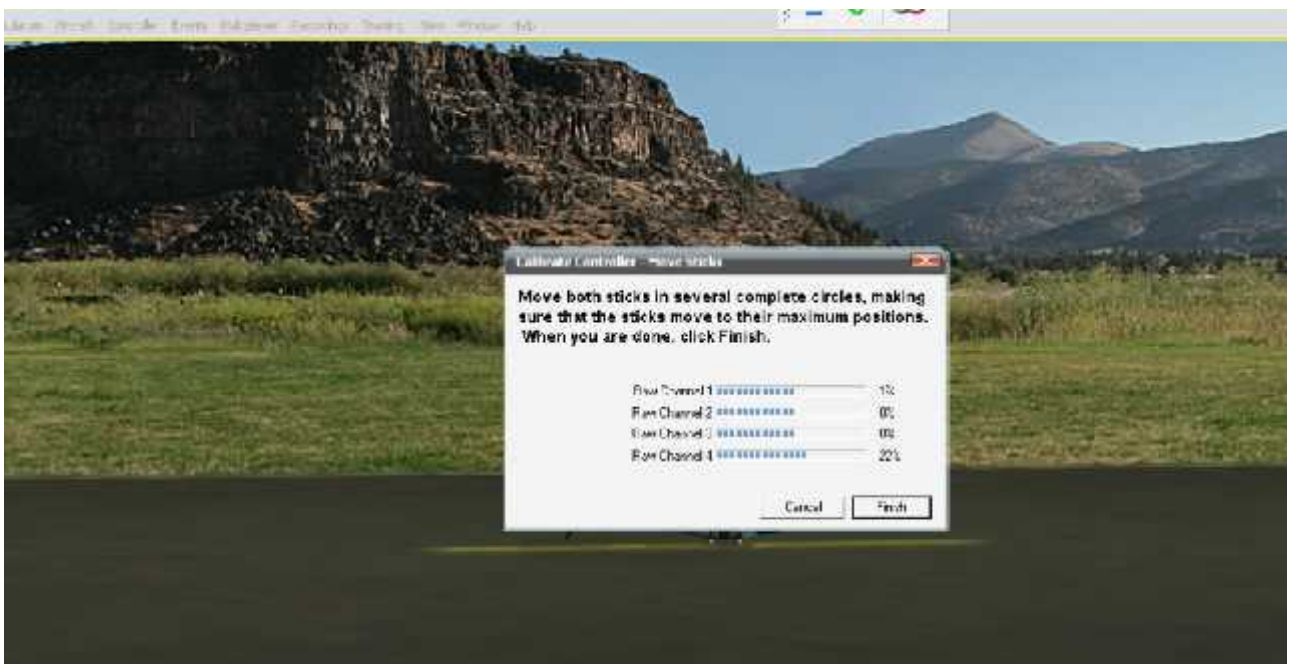 Calibrate Controller - Move Sticks
Move both sticks in several complete circles, making
sure that the sticks move to their maximum positions.
When you are done, click Finish.
Raw Channel 1 1%
Raw Channel 2 0%
Raw Channel 3 0%
Raw Channel 4 22%
Cancel Finish